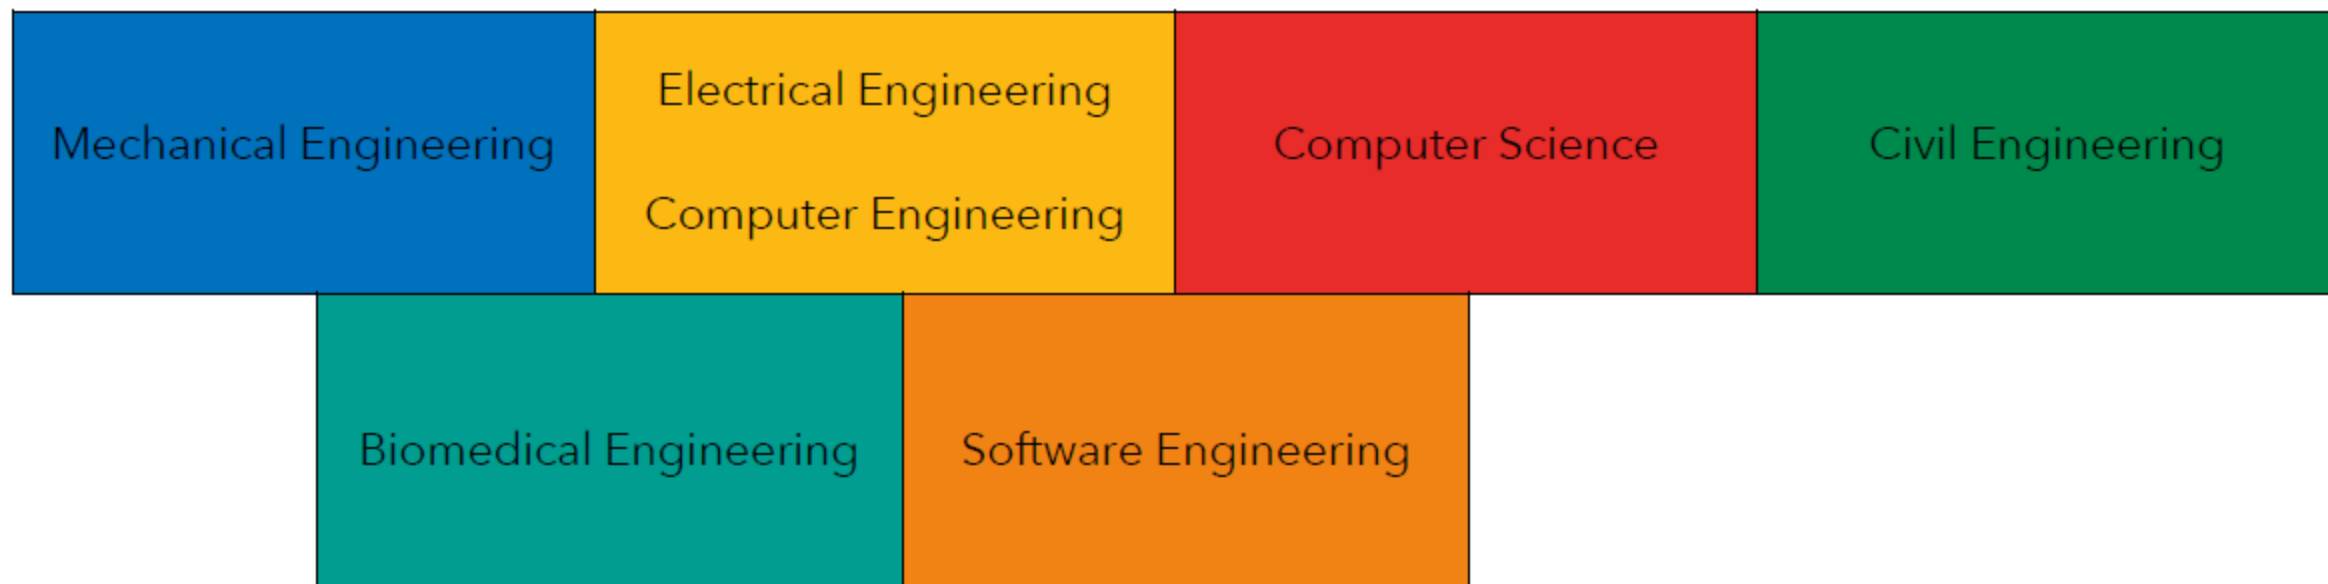 Mechanical Engineering
Electrical Engineering
Computer Engineering
Computer Science
Civil Engineering
Biomedical Engineering
Software Engineering